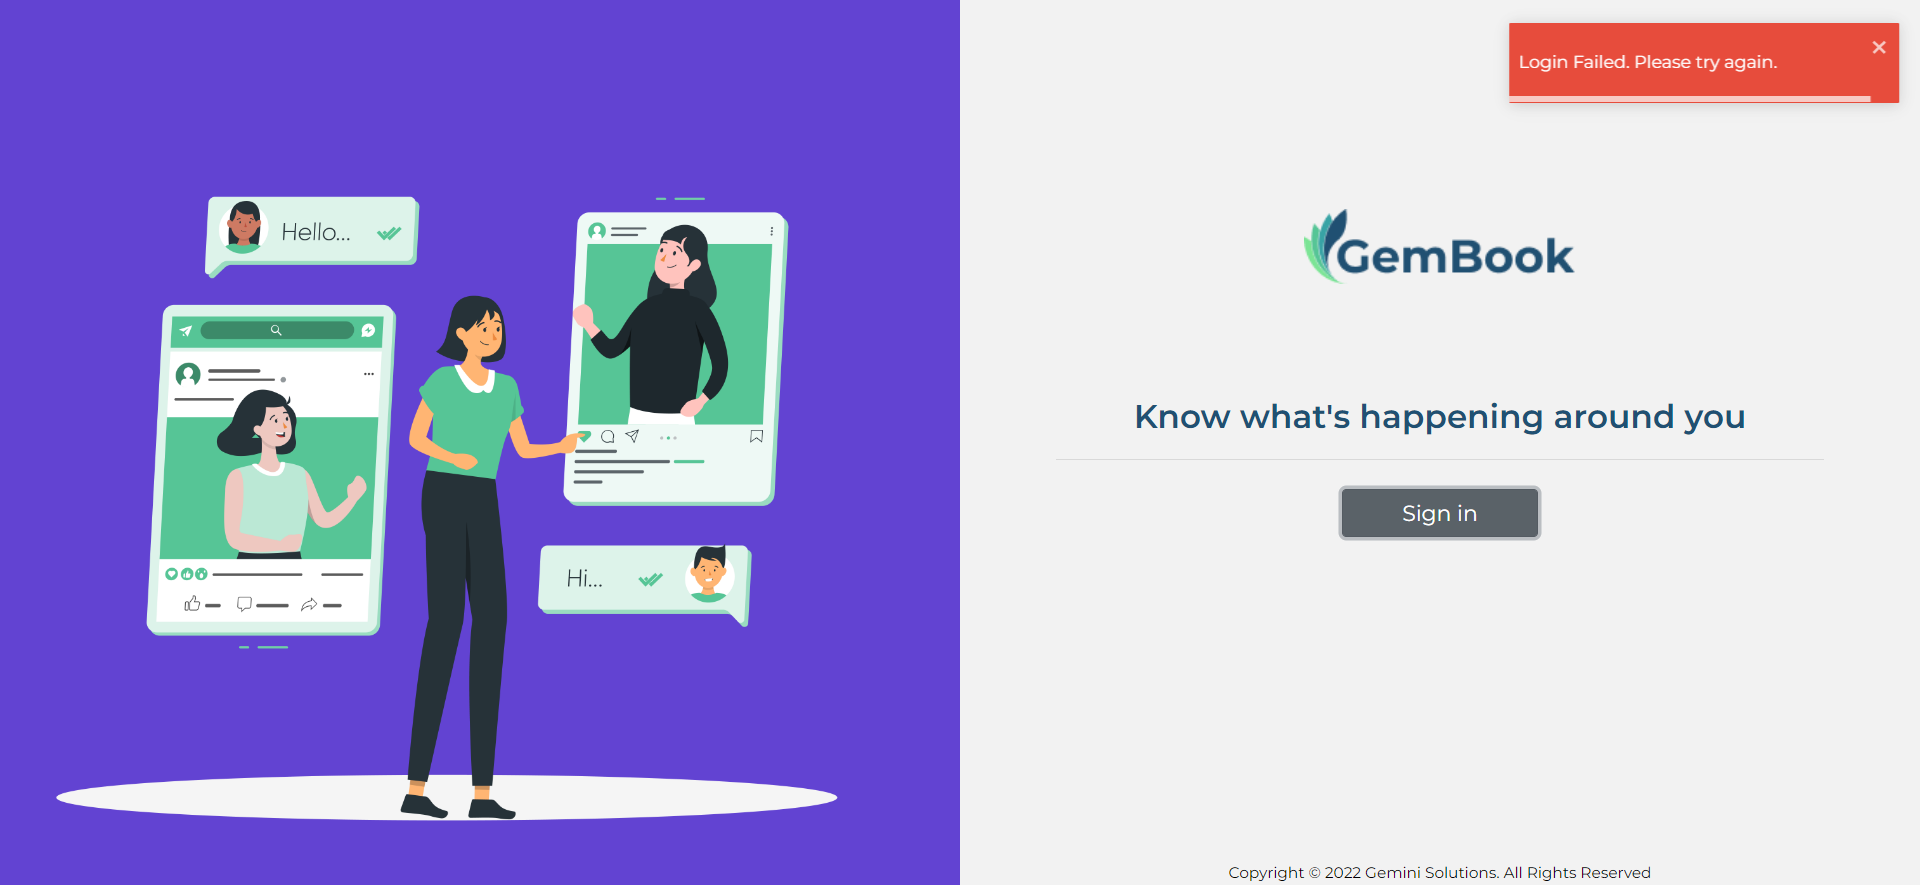 Hello...
Hi...
Login Failed. Please try again.
GemBook
Know what's happening around you
Sign in
Copyright © 2022 Gemini Solutions. All Rights Reserved